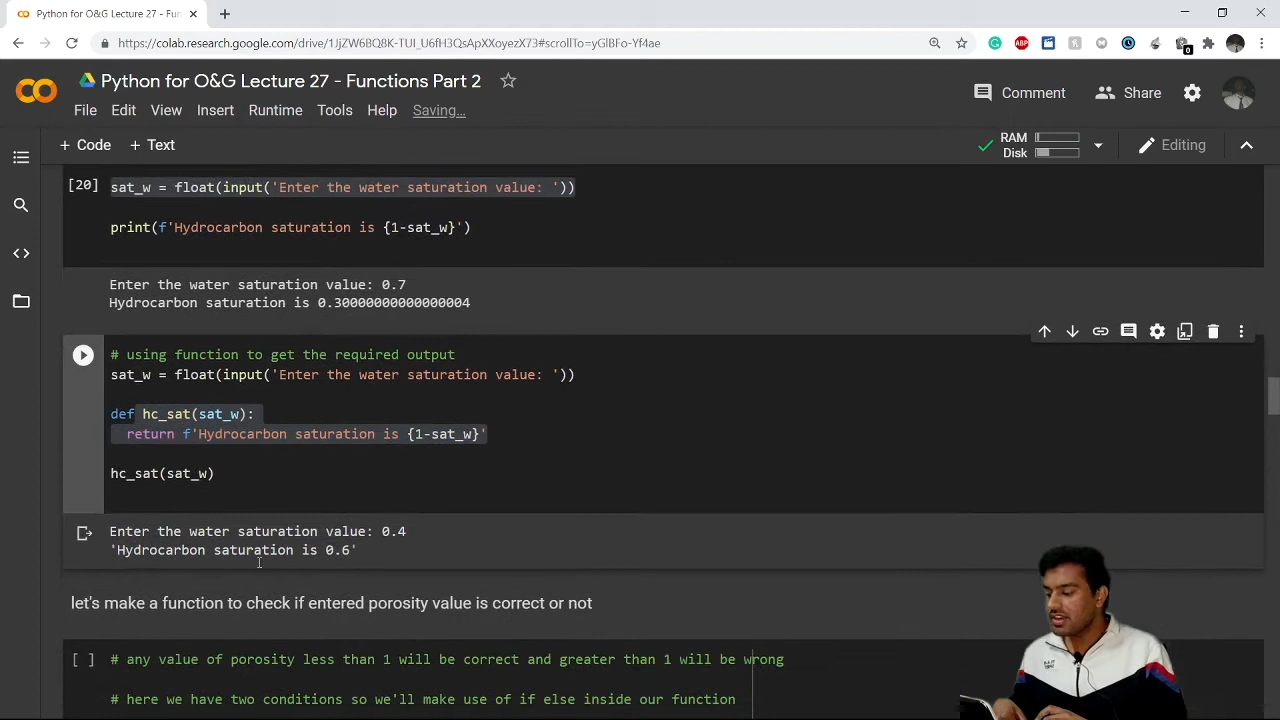 Python for O&G Lecture 27 - Fun
https://colab.research.google.com/drive/1JjZW6BQ8K-TUI_U6fH3QsApXXoyezX73#scrollTo=yGlBFo-Yf4ae
Python for O&G Lecture 27 - Functions Part 2
File Edit View Insert Runtime Tools Help Saving...
Comment Share
+ Code + Text
RAM
Disk
Editing
[20] sat_w = float(input('Enter the water saturation value: '))
print(f'Hydrocarbon saturation is {1-sat_w}')
Enter the water saturation value: 0.7
Hydrocarbon saturation is 0.30000000000000004
# using function to get the required output
sat_w = float(input('Enter the water saturation value: '))
def hc_sat(sat_w):
return f'Hydrocarbon saturation is {1-sat_w}'
hc_sat(sat_w)
Enter the water saturation value: 0.4
'Hydrocarbon saturation is 0.6'
let's make a function to check if entered porosity value is correct or not
[ ] # any value of porosity less than 1 will be correct and greater than 1 will be wrong
# here we have two conditions so we'll make use of if else inside our function